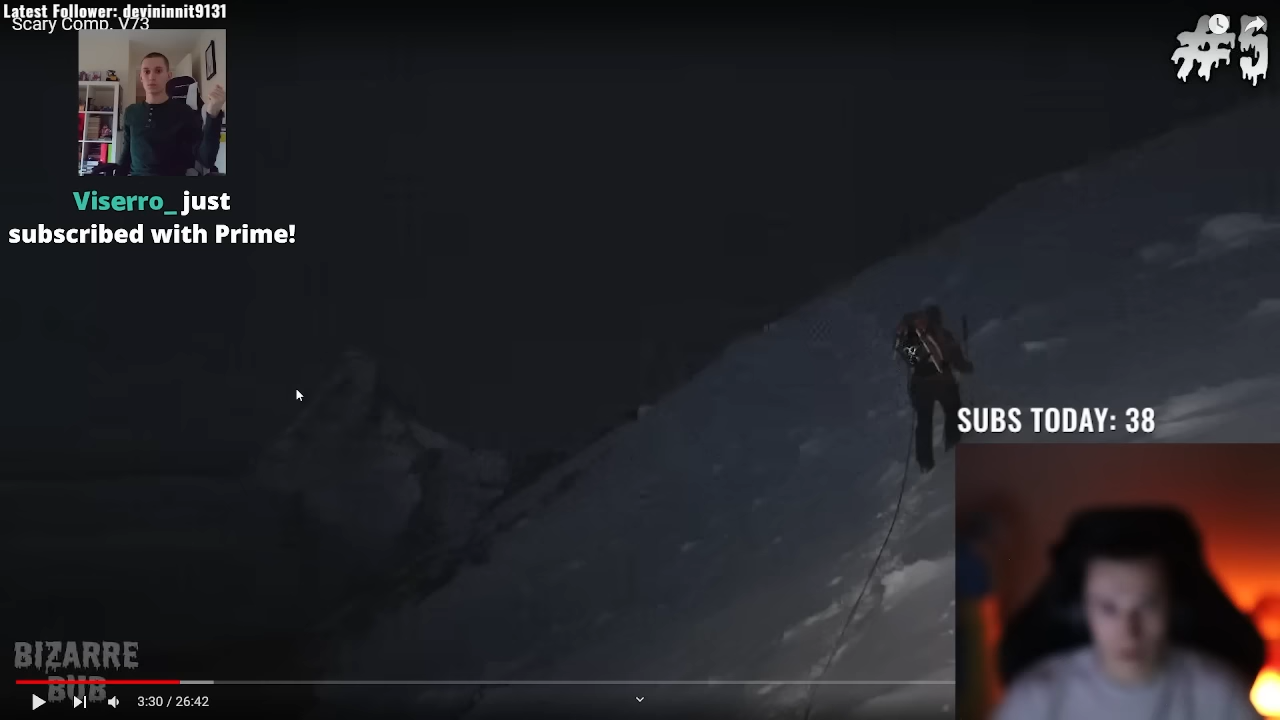 Latest Follower: devininnit9131
Scary Comp. V73
#5
Viserro_ just
subscribed with Prime!
SUBS TODAY: 38
BIZARRE
BUB
3:30 / 26:42